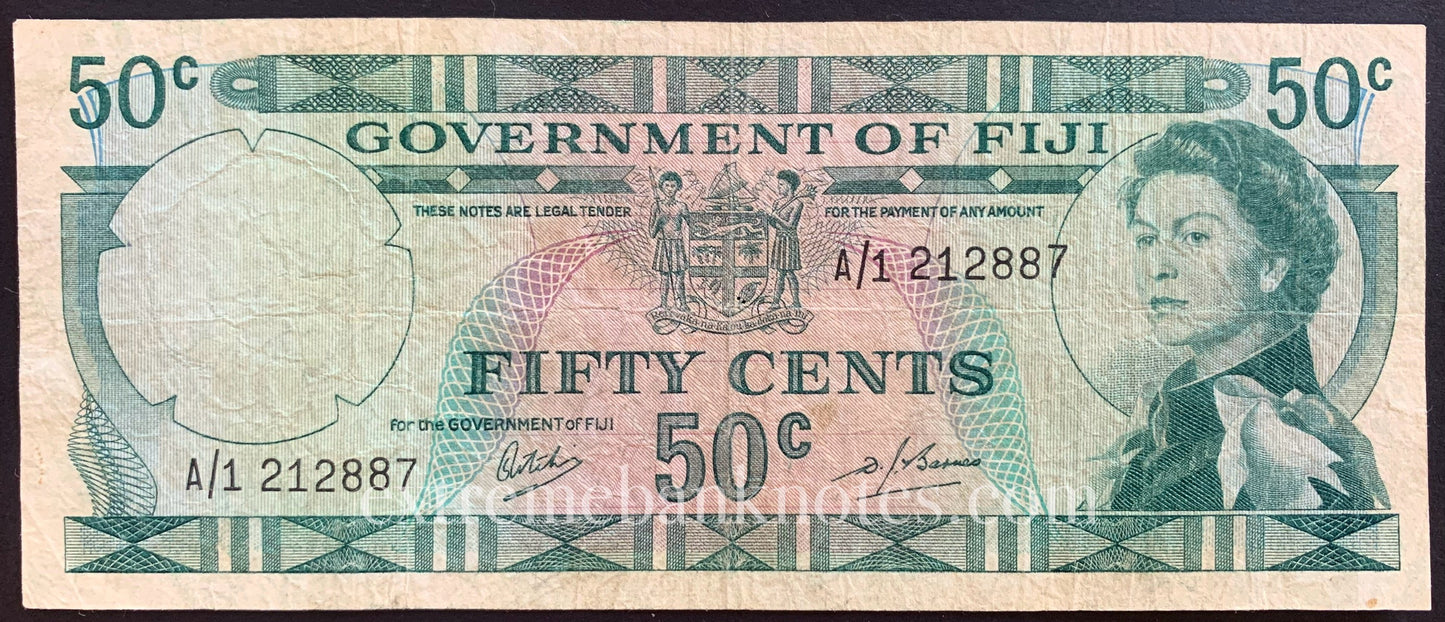 50c 50c
GOVERNMENT OF FIJI
THESE NOTES ARE LEGAL TENDER FOR THE PAYMENT OF ANY AMOUNT
A/1 212887
FIFTY CENTS
for the GOVERNMENT of FIJI
50c
D. J. Barnes
A/1 212887
extremebanknotes.com